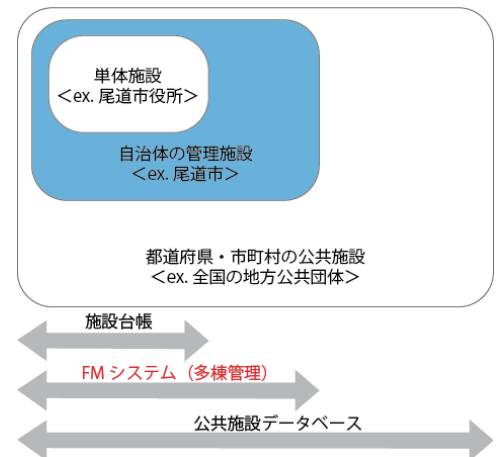 単体施設
＜ex. 尾道市役所＞
自治体の管理施設
＜ex. 尾道市＞
都道府県・市町村の公共施設
＜ex. 全国の地方公共団体＞
施設台帳
FM システム（多棟管理）
公共施設データベース